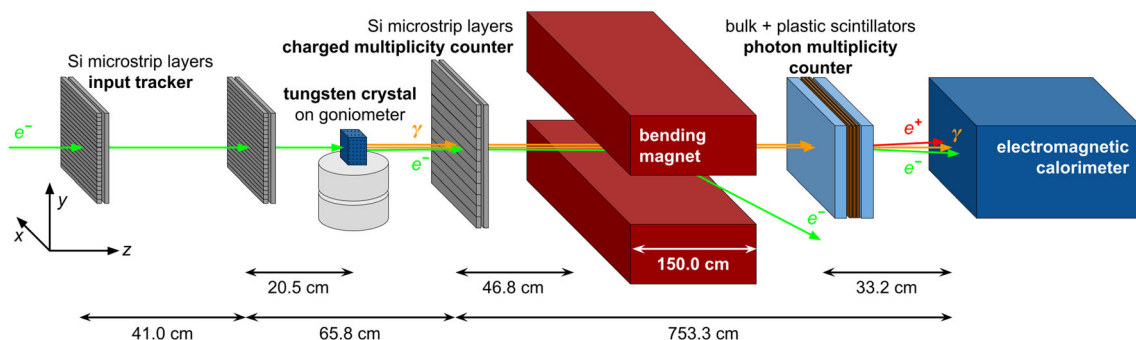 Si microstrip layers
input tracker
tungsten crystal
on goniometer
Si microstrip layers
charged multiplicity counter
bulk + plastic scintillators
photon multiplicity
counter
e−
γ
e−
bending
magnet
e−
e+
γ
e−
electromagnetic
calorimeter
y
x
z
150.0 cm
20.5 cm
46.8 cm
33.2 cm
41.0 cm
65.8 cm
753.3 cm